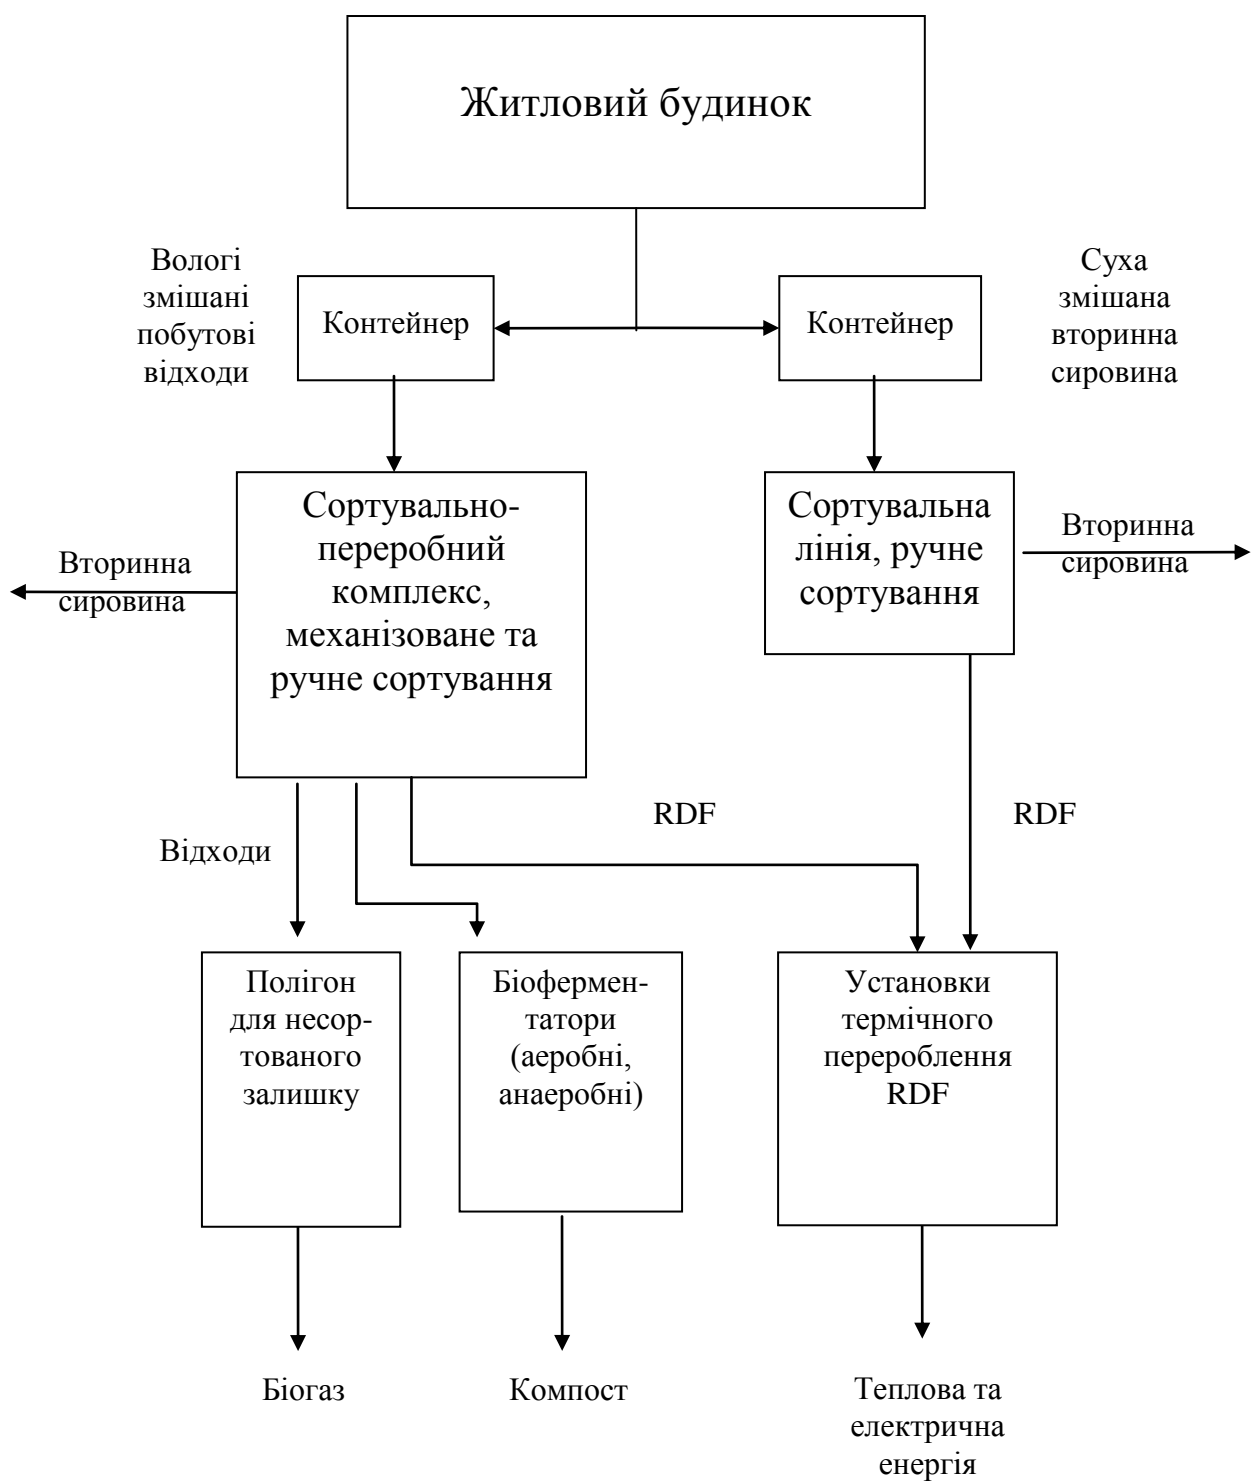 Житловий будинок
Вологі
змішані
побутові
відходи
Контейнер
Контейнер
Суха
змішана
вторинна
сировина
Вторинна
сировина
Сортувально-
переробний
комплекс,
механізоване та
ручне сортування
Сортувальна
лінія, ручне
сортування
Вторинна
сировина
Відходи
RDF
RDF
Полігон
для несор-
тованого
залишку
Біофермен-
татори
(аеробні,
анаеробні)
Установки
термічного
перероблення
RDF
Біогаз
Компост
Теплова та
електрична
енергія